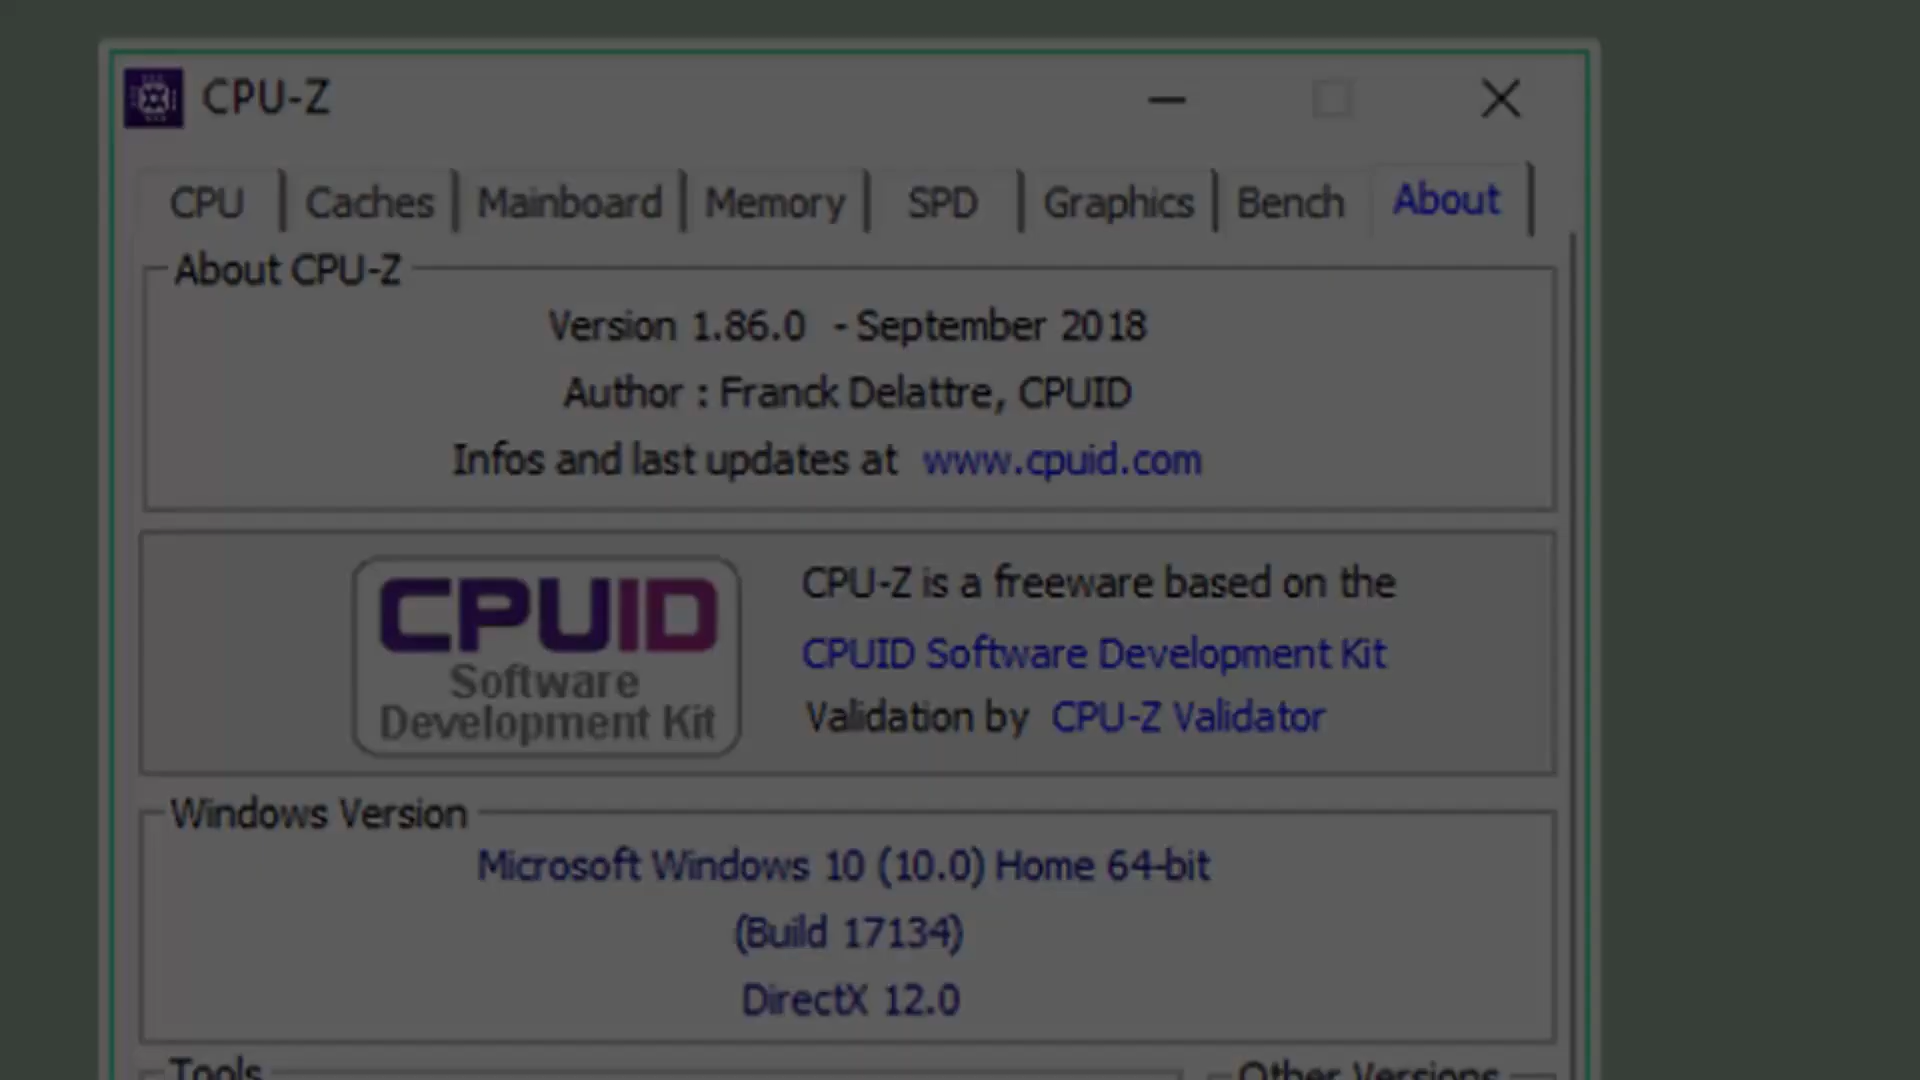 CPU-Z
CPU Caches Mainboard Memory SPD Graphics Bench About
About CPU-Z
Version 1.86.0 - September 2018
Author : Franck Delattre, CPUID
Infos and last updates at www.cpuid.com
CPUID
Software
Development Kit
CPU-Z is a freeware based on the
CPUID Software Development Kit
Validation by CPU-Z Validator
Windows Version
Microsoft Windows 10 (10.0) Home 64-bit
(Build 17134)
DirectX 12.0
Tools Other Versions